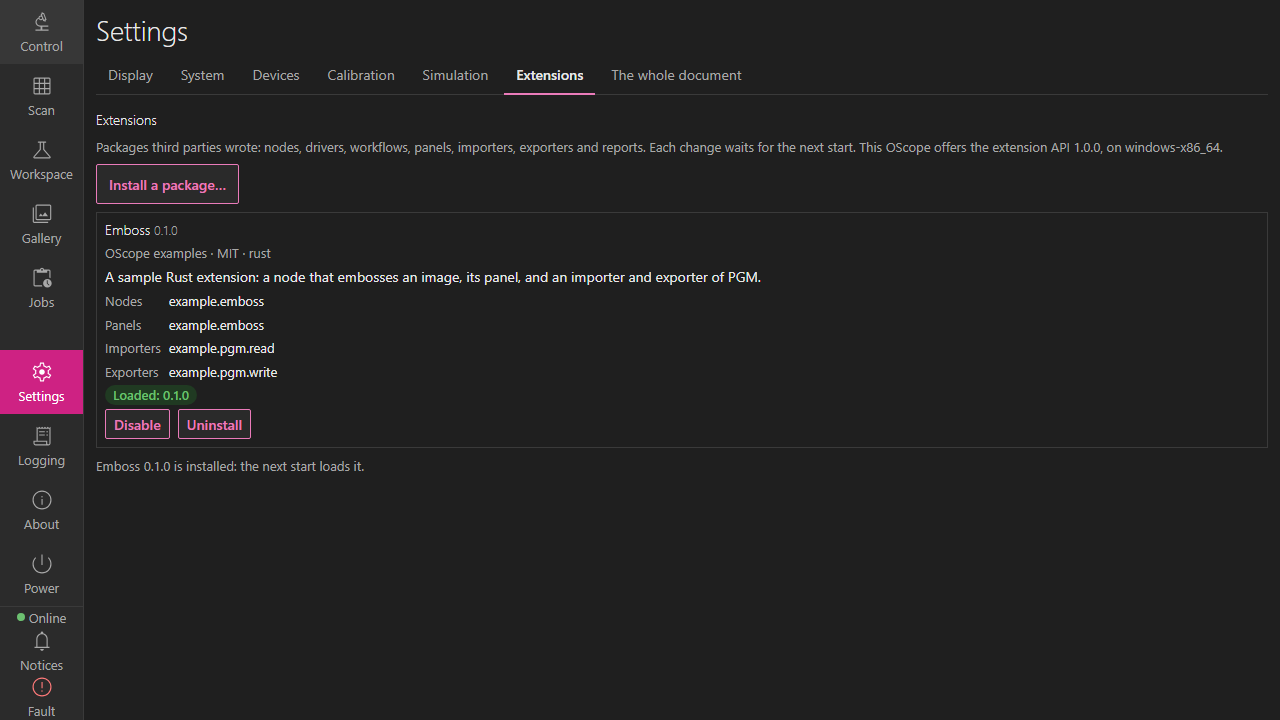 Control
Scan
Workspace
Gallery
Jobs
Settings
Logging
About
Power
Online
Notices
Fault
Settings
Display
System
Devices
Calibration
Simulation
Extensions
The whole document
Extensions
Packages third parties wrote: nodes, drivers, workflows, panels, importers, exporters and reports. Each change waits for the next start. This OScope offers the extension API 1.0.0, on windows-x86_64.
Install a package...
Emboss 0.1.0
OScope examples · MIT · rust
A sample Rust extension: a node that embosses an image, its panel, and an importer and exporter of PGM.
Nodes example.emboss
Panels example.emboss
Importers example.pgm.read
Exporters example.pgm.write
Loaded: 0.1.0
Disable
Uninstall
Emboss 0.1.0 is installed: the next start loads it.